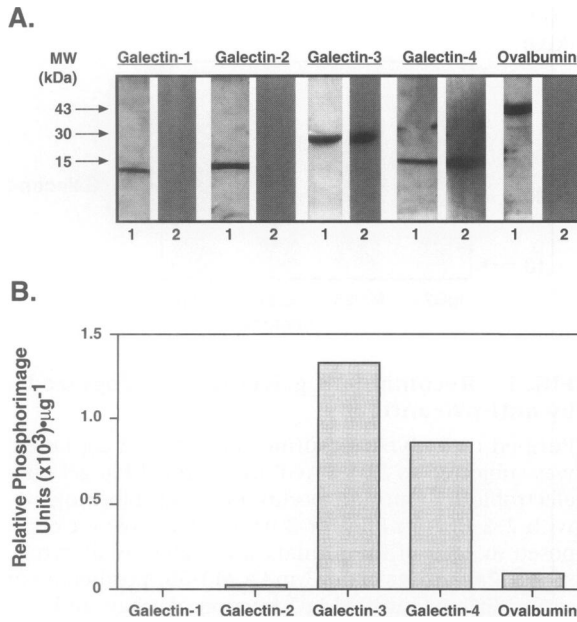 A.
MW (kDa)
Galectin-1 Galectin-2 Galectin-3 Galectin-4 Ovalbumin
43
30
15
1 2 1 2 1 2 1 2 1 2
B.
Relative Phosphorimage Units (x10³)•µg⁻¹
1.5
1.0
0.5
0
Galectin-1 Galectin-2 Galectin-3 Galectin-4 Ovalbumin